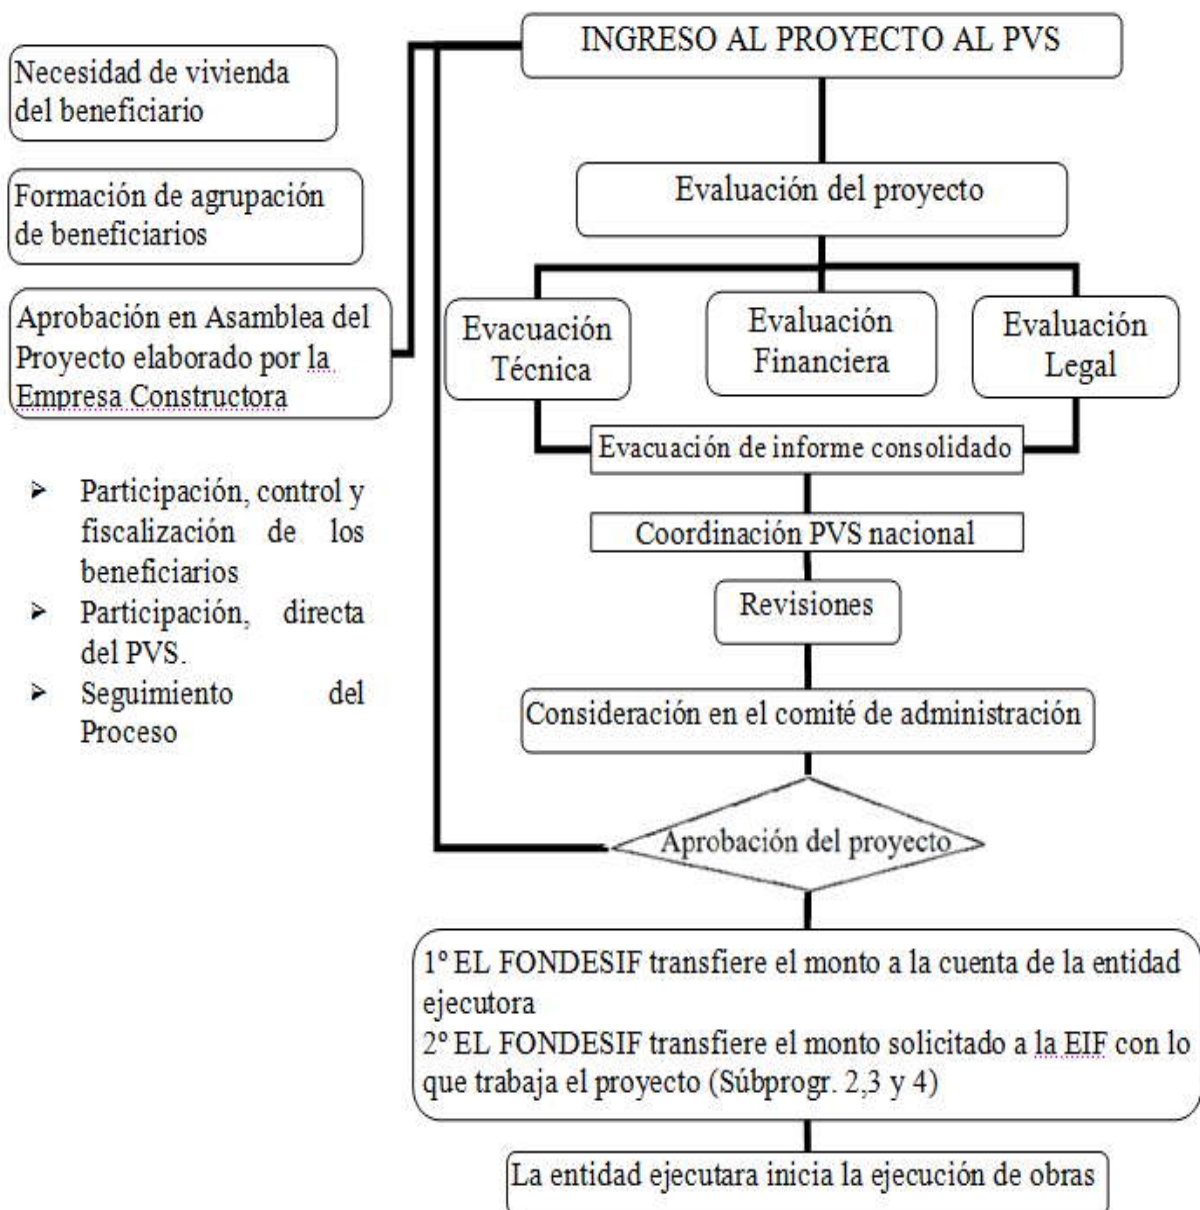 INGRESO AL PROYECTO AL PVS
Necesidad de vivienda
del beneficiario
Formación de agrupación
de beneficiarios
Aprobación en Asamblea del
Proyecto elaborado por la
Empresa Constructora
➢ Participación, control y
fiscalización de los
beneficiarios
➢ Participación, directa
del PVS.
➢ Seguimiento del
Proceso
Evaluación del proyecto
Evacuación
Técnica
Evaluación
Financiera
Evaluación
Legal
Evacuación de informe consolidado
Coordinación PVS nacional
Revisiones
Consideración en el comité de administración
Aprobación del proyecto
1º EL FONDESIF transfiere el monto a la cuenta de la entidad
ejecutora
2º EL FONDESIF transfiere el monto solicitado a la EIF con lo
que trabaja el proyecto (Súbprogr. 2,3 y 4)
La entidad ejecutara inicia la ejecución de obras